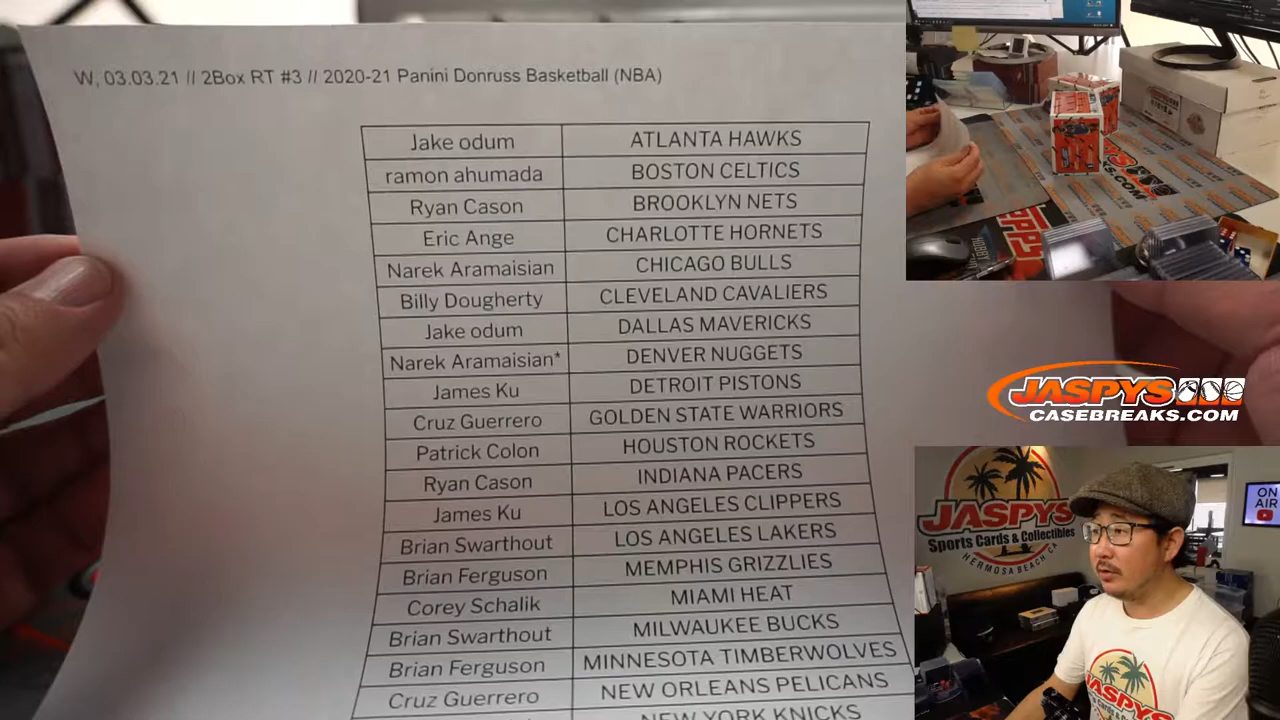 W, 03.03.21 // 2Box RT #3 // 2020-21 Panini Donruss Basketball (NBA)
Jake odum ATLANTA HAWKS
ramon ahumada BOSTON CELTICS
Ryan Cason BROOKLYN NETS
Eric Ange CHARLOTTE HORNETS
Narek Aramaisian CHICAGO BULLS
Billy Dougherty CLEVELAND CAVALIERS
Jake odum DALLAS MAVERICKS
Narek Aramaisian* DENVER NUGGETS
James Ku DETROIT PISTONS
Cruz Guerrero GOLDEN STATE WARRIORS
Patrick Colon HOUSTON ROCKETS
Ryan Cason INDIANA PACERS
James Ku LOS ANGELES CLIPPERS
Brian Swarthout LOS ANGELES LAKERS
Brian Ferguson MEMPHIS GRIZZLIES
Corey Schalik MIAMI HEAT
Brian Swarthout MILWAUKEE BUCKS
Brian Ferguson MINNESOTA TIMBERWOLVES
Cruz Guerrero NEW ORLEANS PELICANS
NEW YORK KNICKS
JASPYS
CASEBREAKS.COM
JASPYS
Sports Cards & Collectibles
HERMOSA BEACH, CA
ON
AIR
JASPYS